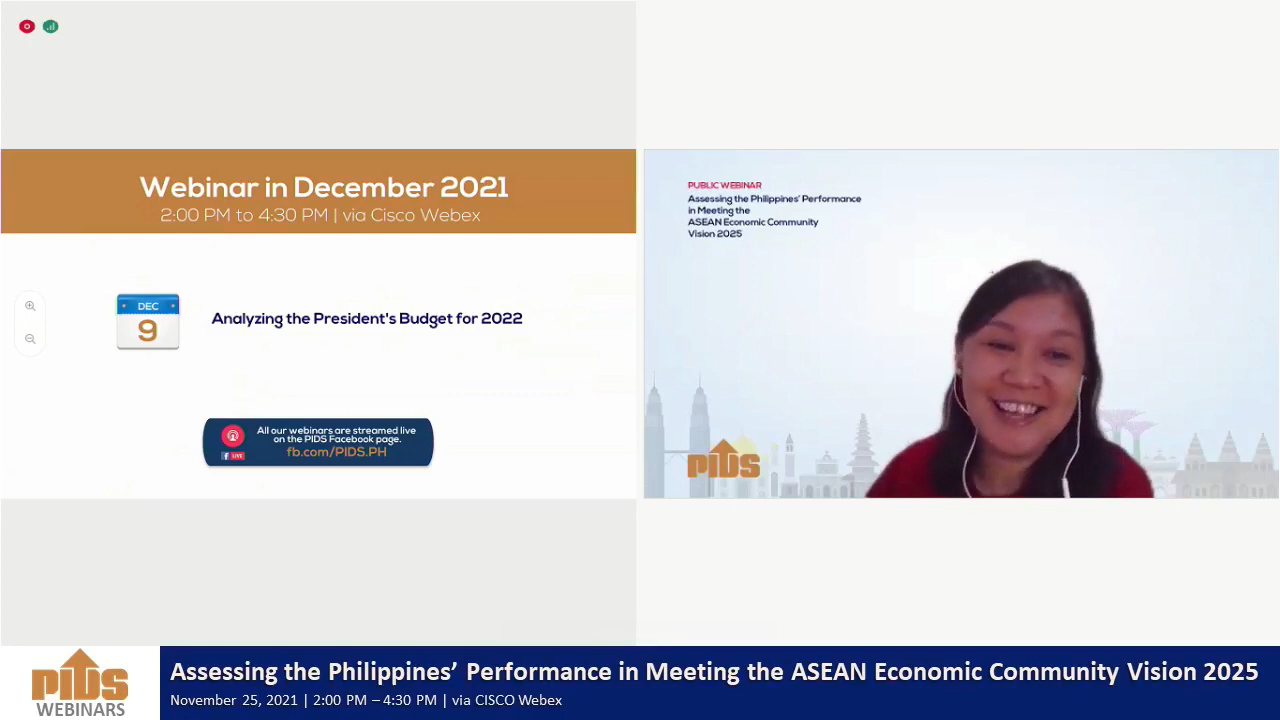 Webinar in December 2021
2:00 PM to 4:30 PM | via Cisco Webex
DEC
9
Analyzing the President's Budget for 2022
All our webinars are streamed live
on the PIDS Facebook page.
f LIVE
fb.com/PIDS.PH
PUBLIC WEBINAR
Assessing the Philippines' Performance
in Meeting the
ASEAN Economic Community
Vision 2025
PIDS
PIDS
WEBINARS
Assessing the Philippines’ Performance in Meeting the ASEAN Economic Community Vision 2025
November 25, 2021 | 2:00 PM – 4:30 PM | via CISCO Webex